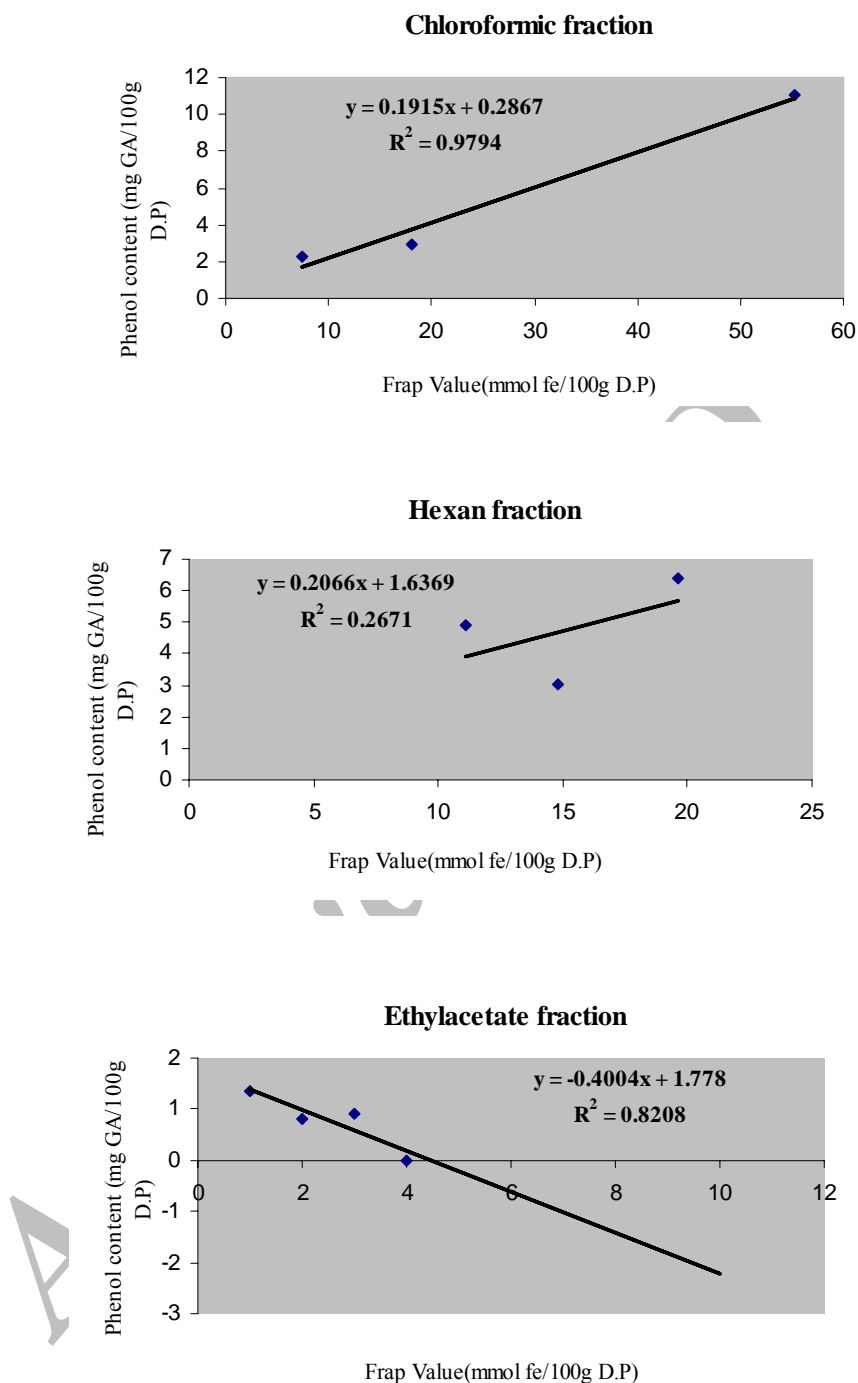 Chloroformic fraction
y = 0.1915x + 0.2867
R² = 0.9794
Phenol content (mg GA/100g
D.P)
12
10
8
6
4
2
0
0 10 20 30 40 50 60
Frap Value(mmol fe/100g D.P)
Hexan fraction
y = 0.2066x + 1.6369
R² = 0.2671
Phenol content (mg GA/100g
D.P)
7
6
5
4
3
2
1
0
0 5 10 15 20 25
Frap Value(mmol fe/100g D.P)
Ethylacetate fraction
y = -0.4004x + 1.778
R² = 0.8208
Phenol content (mg GA/100g
D.P)
2
1
0
-1
-2
-3
0 2 4 6 8 10 12
Frap Value(mmol fe/100g D.P)